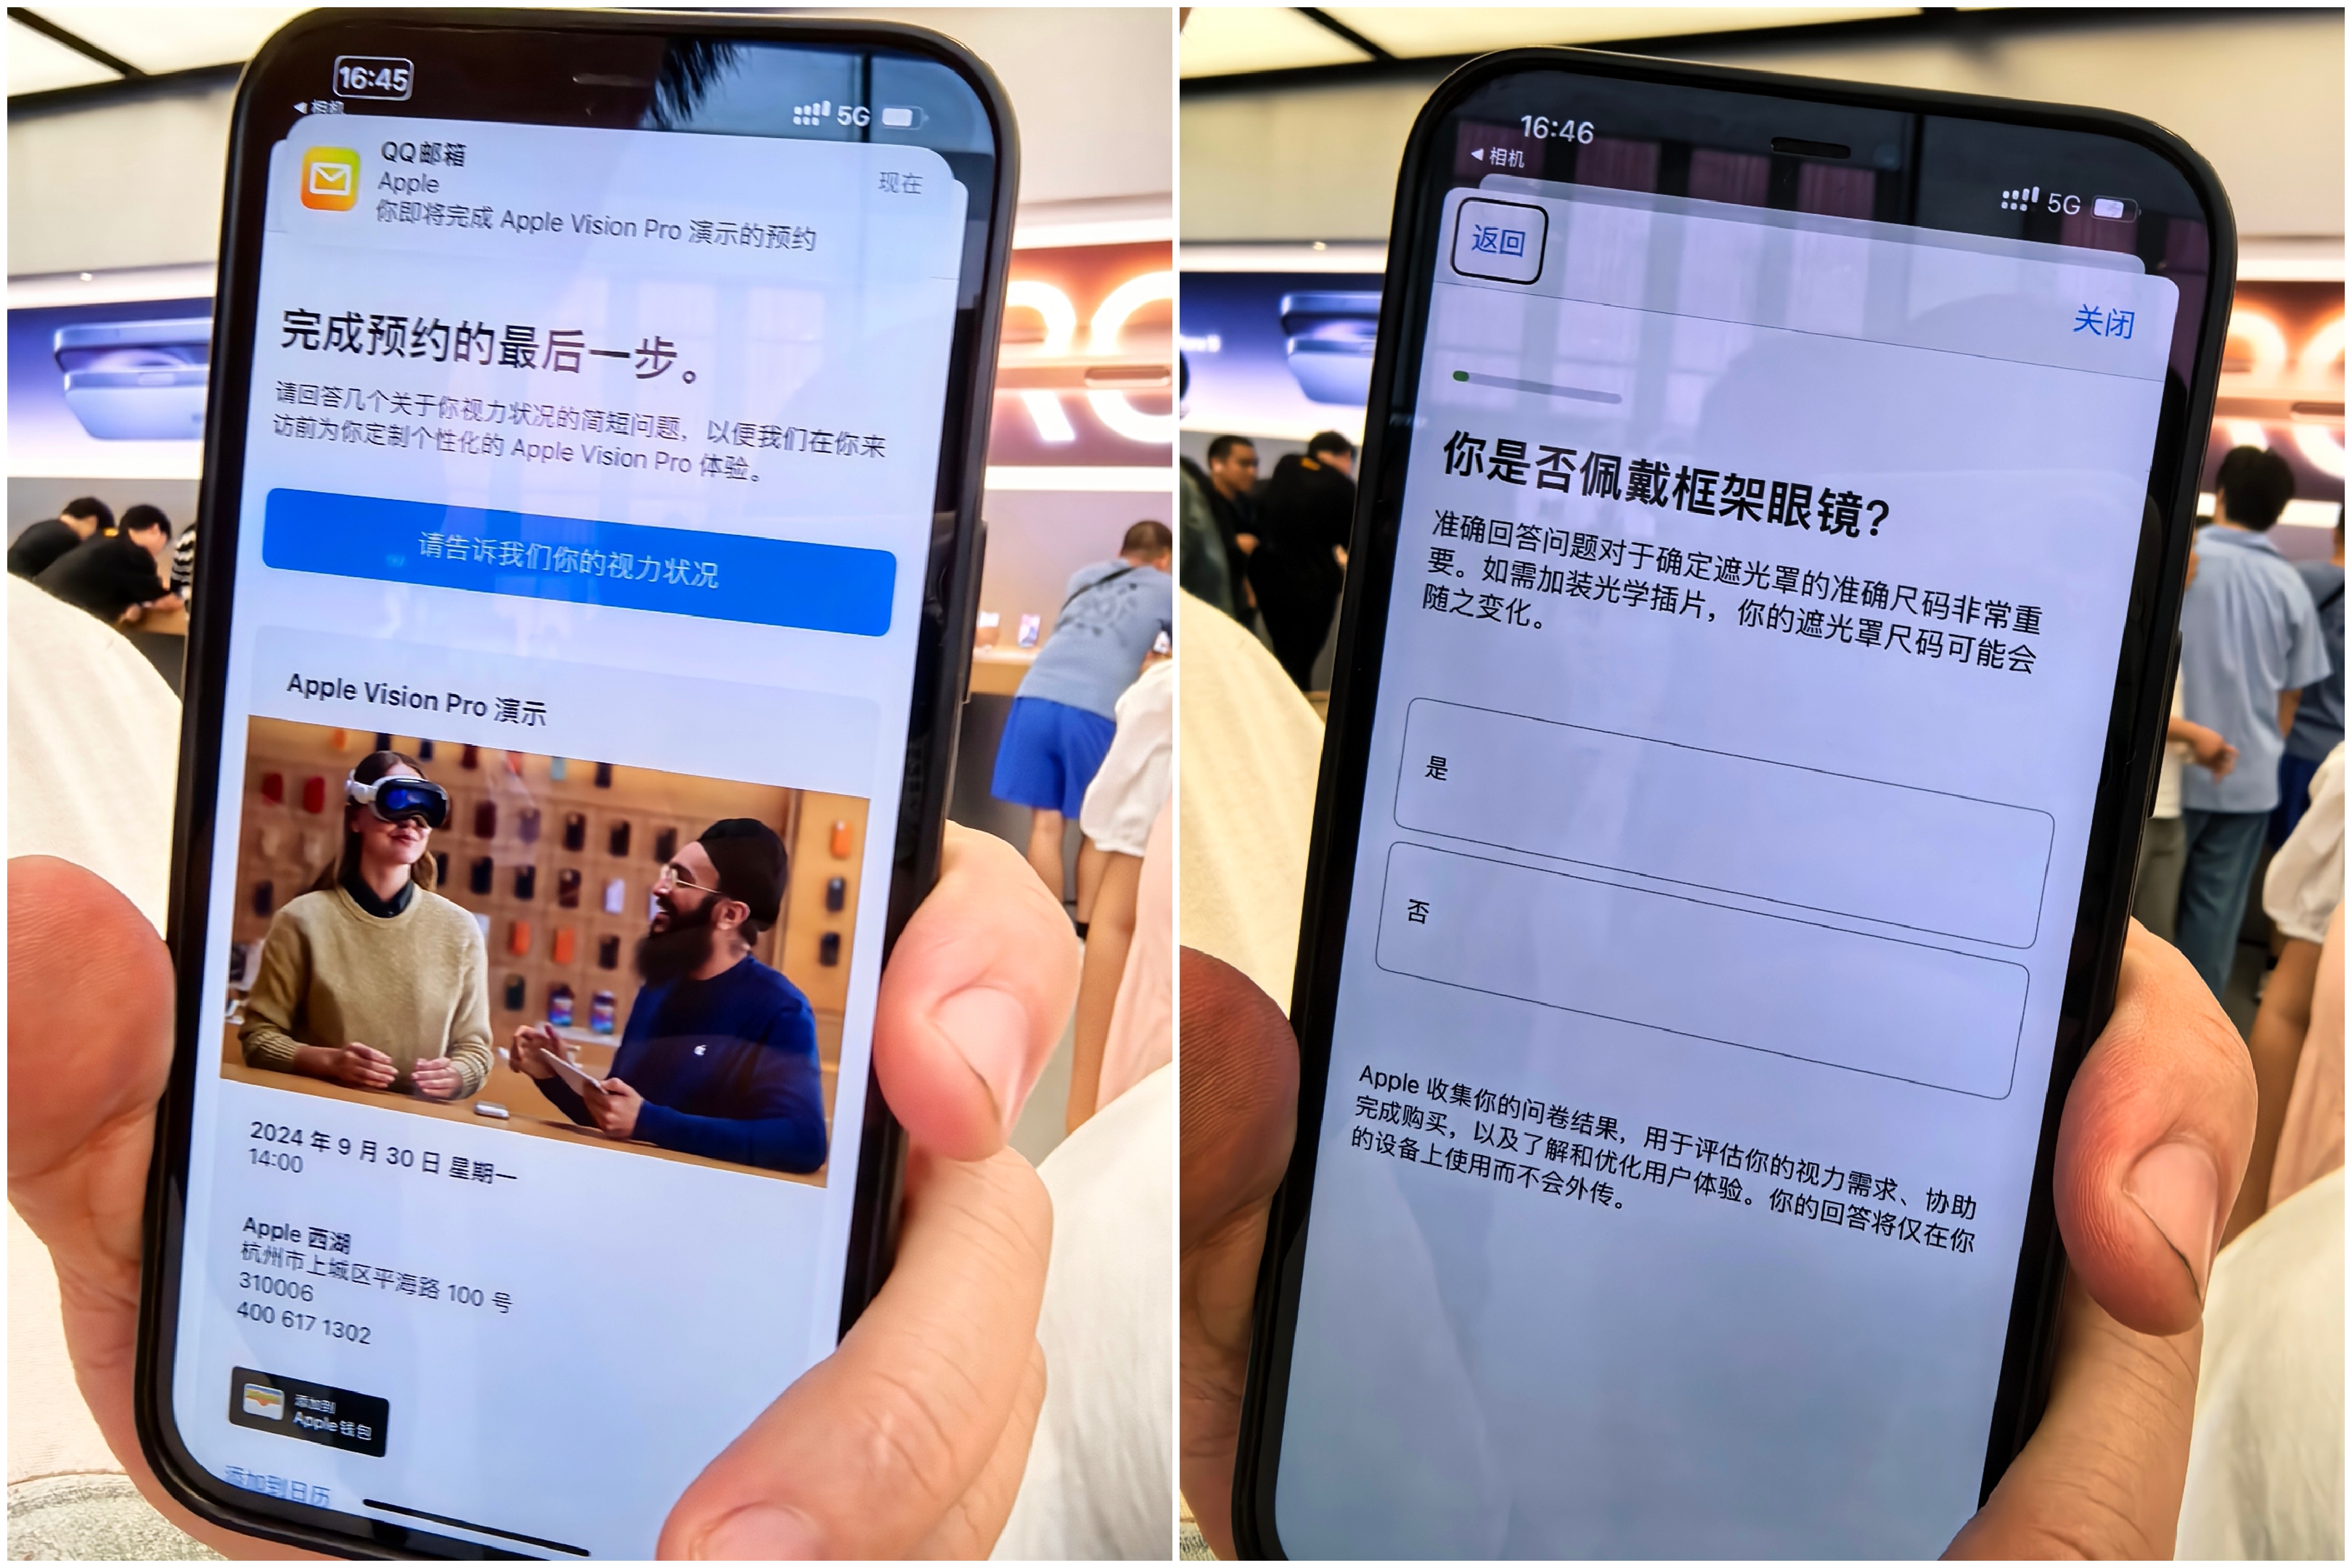 16:45
◀ 相机
5G
QQ邮箱
现在
Apple
你即将完成 Apple Vision Pro 演示的预约
完成预约的最后一步。
请回答几个关于你视力状况的简短问题，以便我们在你来
访前为你定制个性化的 Apple Vision Pro 体验。
请告诉我们你的视力状况
Apple Vision Pro 演示
2024 年 9 月 30 日 星期一
14:00
Apple 西湖
杭州市上城区平海路 100 号
310006
400 617 1302
添加到
Apple 钱包
添加到日历
16:46
◀ 相机
5G
返回
关闭
你是否佩戴框架眼镜？
准确回答问题对于确定遮光罩的准确尺码非常重
要。如需加装光学插片，你的遮光罩尺码可能会
随之变化。
是
否
Apple 收集你的问卷结果，用于评估你的视力需求、协助
完成购买，以及了解和优化用户体验。你的回答将仅在你
的设备上使用而不会外传。